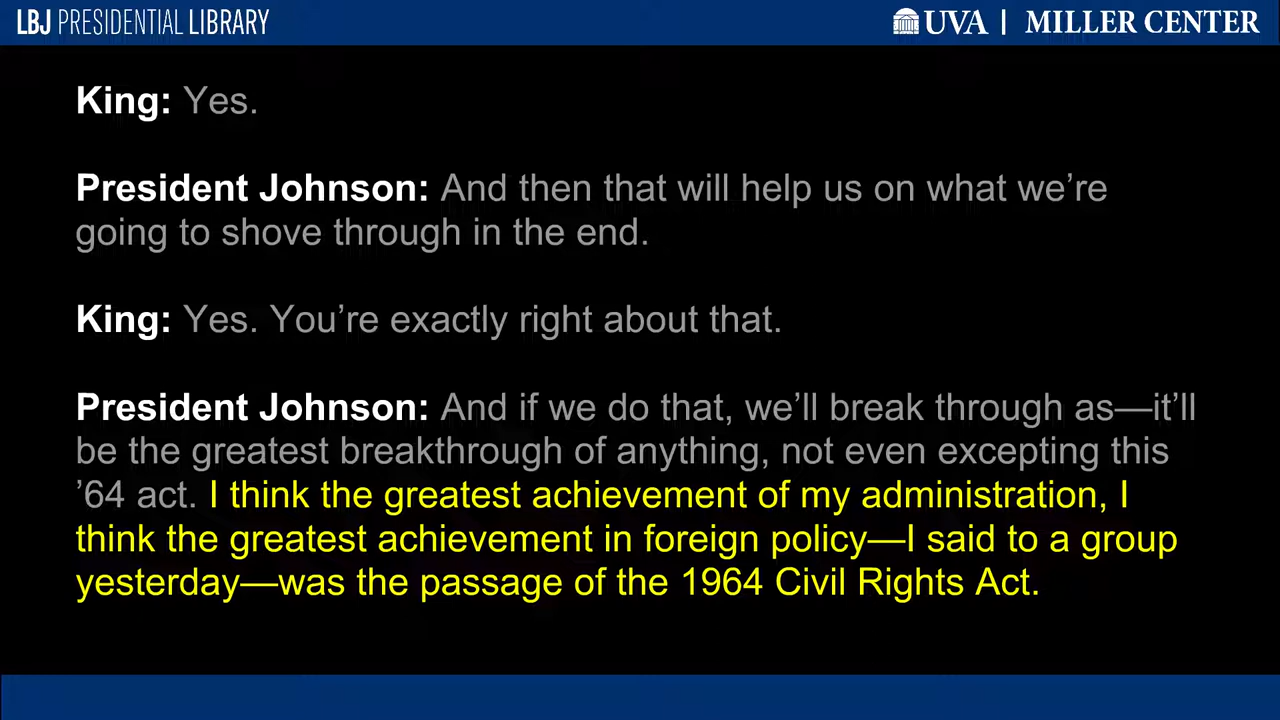 LBJ PRESIDENTIAL LIBRARY
UVA | MILLER CENTER
King: Yes.
President Johnson: And then that will help us on what we’re
going to shove through in the end.
King: Yes. You’re exactly right about that.
President Johnson: And if we do that, we’ll break through as—it’ll
be the greatest breakthrough of anything, not even excepting this
’64 act. I think the greatest achievement of my administration, I
think the greatest achievement in foreign policy—I said to a group
yesterday—was the passage of the 1964 Civil Rights Act.